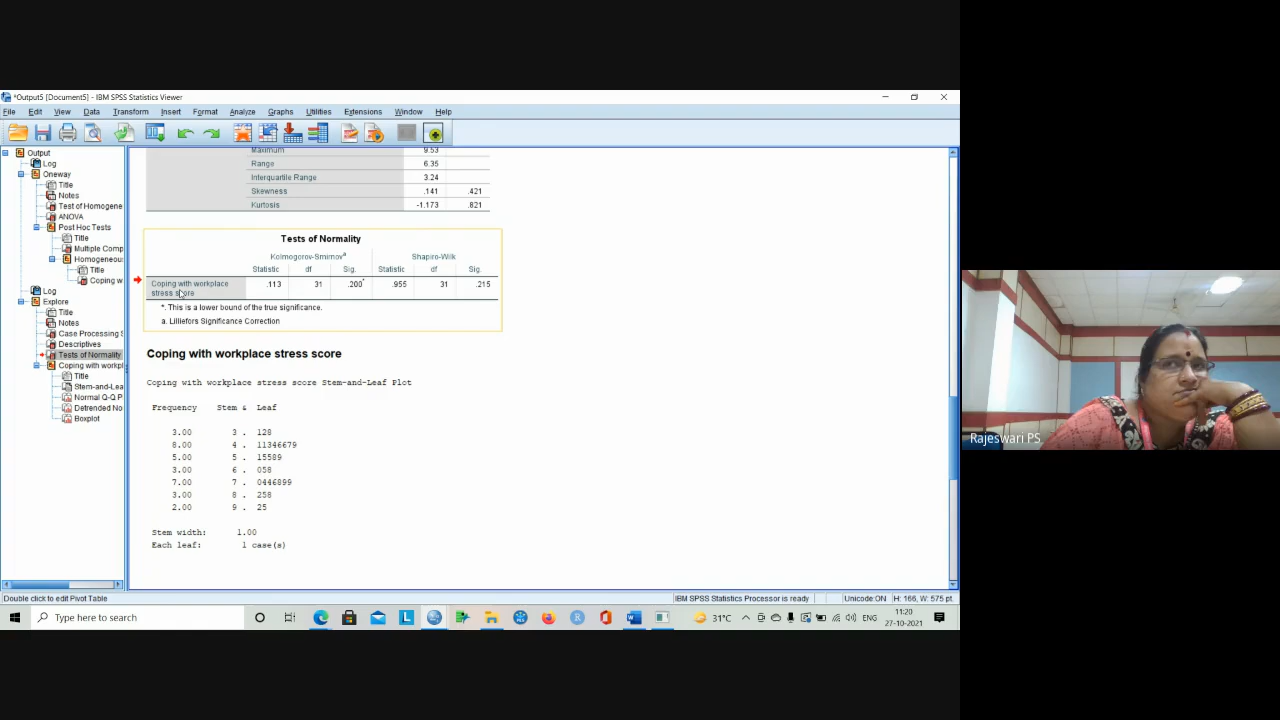 *Output5 [Document5] - IBM SPSS Statistics Viewer
File Edit View Data Transform Insert Format Analyze Graphs Utilities Extensions Window Help
Output
Log
Oneway
Title
Notes
Test of Homogene
ANOVA
Post Hoc Tests
Title
Multiple Comp
Homogeneous
Title
Coping w
Log
Explore
Title
Notes
Case Processing S
Descriptives
Tests of Normality
Coping with workpl
Title
Stem-and-Lea
Normal Q-Q P
Detrended No
Boxplot
Maximum 9.53
Range 6.35
Interquartile Range 3.24
Skewness .141 .421
Kurtosis -1.173 .821
Tests of Normality
Kolmogorov-Smirnovᵃ Shapiro-Wilk
Statistic df Sig. Statistic df Sig.
Coping with workplace .113 31 .200* .955 31 .215
stress score
*. This is a lower bound of the true significance.
a. Lilliefors Significance Correction
Coping with workplace stress score
Coping with workplace stress score Stem-and-Leaf Plot
Frequency Stem & Leaf
3.00 3 . 128
8.00 4 . 11346679
5.00 5 . 15589
3.00 6 . 058
7.00 7 . 0446899
3.00 8 . 258
2.00 9 . 25
Stem width: 1.00
Each leaf: 1 case(s)
Double click to edit Pivot Table
IBM SPSS Statistics Processor is ready
Unicode:ON H: 166, W: 575 pt.
Type here to search
31°C
ENG
11:20
27-10-2021
Rajeswari PS